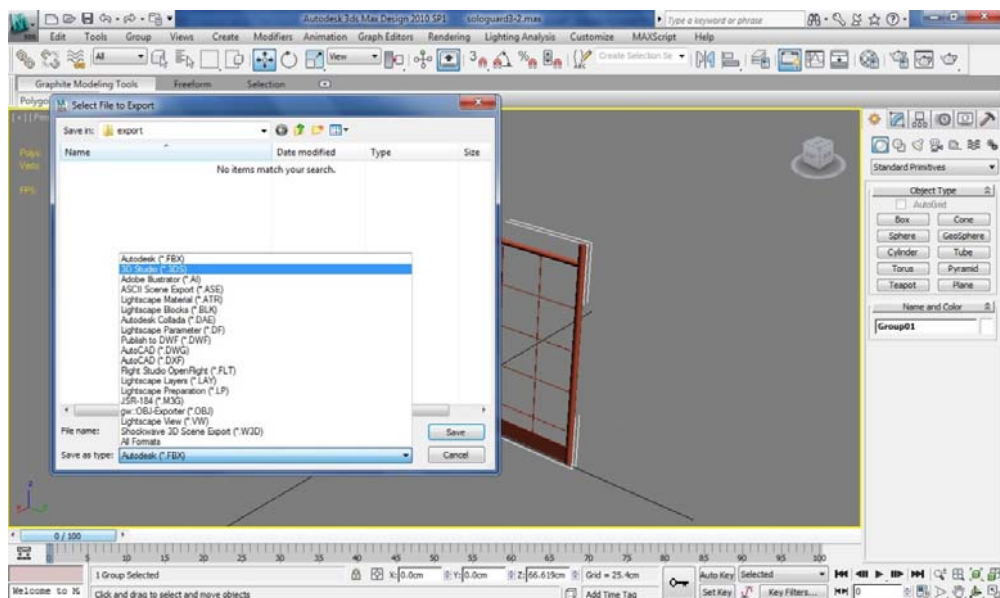 Autodesk 3ds Max Design 2010 SP1 sologuard3-2.max
Type a keyword or phrase
Edit Tools Group Views Create Modifiers Animation Graph Editors Rendering Lighting Analysis Customize MAXScript Help
All View Create Selection Se
Graphite Modeling Tools Freeform Selection
Select File to Export
Save in: export
Name Date modified Type Size
No items match your search.
Autodesk (*.FBX)
3D Studio (*.3DS)
Adobe Illustrator (*.AI)
ASCII Scene Export (*.ASE)
Lightscape Material (*.ATR)
Lightscape Blocks (*.BLK)
Autodesk Collada (*.DAE)
Lightscape Parameter (*.DF)
Publish to DWF (*.DWF)
AutoCAD (*.DWG)
AutoCAD (*.DXF)
Flight Studio OpenFlight (*.FLT)
Lightscape Layers (*.LAY)
Lightscape Preparation (*.LP)
JSR-184 (*.M3G)
gw::OBJ-Exporter (*.OBJ)
Lightscape View (*.VW)
Shockwave 3D Scene Export (*.W3D)
All Formats
File name: Save
Save as type: Autodesk (*.FBX) Cancel
Polys
Verts
FPS:
Standard Primitives
Object Type
AutoGrid
Box Cone
Sphere GeoSphere
Cylinder Tube
Torus Pyramid
Teapot Plane
Name and Color
Group01
z
0 / 100
0 5 10 15 20 25 30 35 40 45 50 55 60 65 70 75 80 85 90 95 100
1 Group Selected X: 0.0cm Y: 0.0cm Z: 66.619cm Grid = 25.4cm Auto Key Selected
Welcome to M Click and drag to select and move objects Add Time Tag Set Key Key Filters... 0